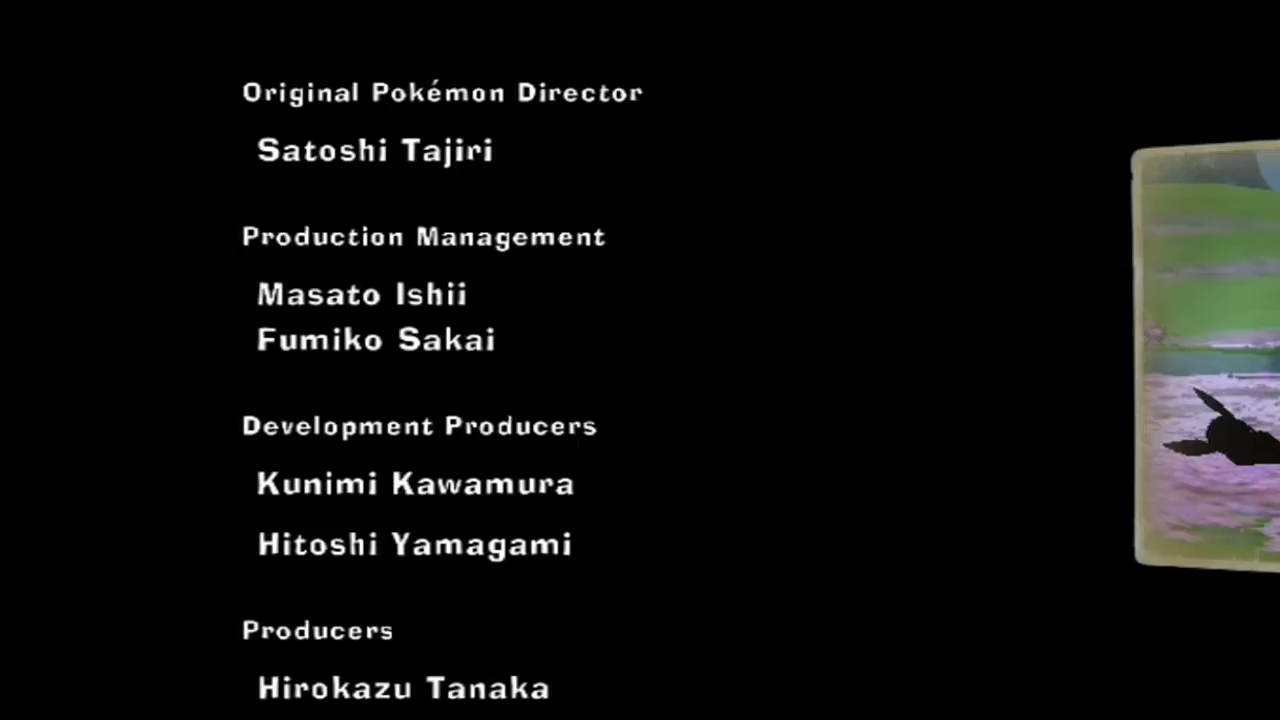 Original Pokémon Director
Satoshi Tajiri
Production Management
Masato Ishii
Fumiko Sakai
Development Producers
Kunimi Kawamura
Hitoshi Yamagami
Producers
Hirokazu Tanaka